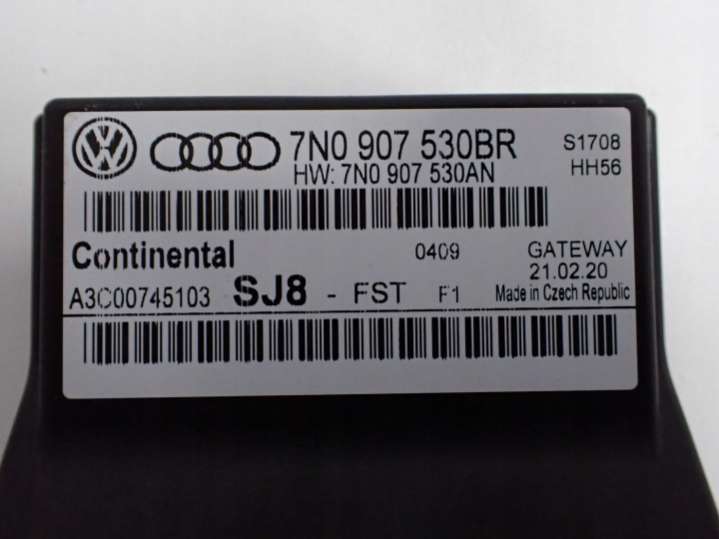 7N0 907 530BR S1708
HW: 7N0 907 530AN HH56
Continental 0409 GATEWAY
21.02.20
A3C00745103 SJ8 - FST F1 Made in Czech Republic